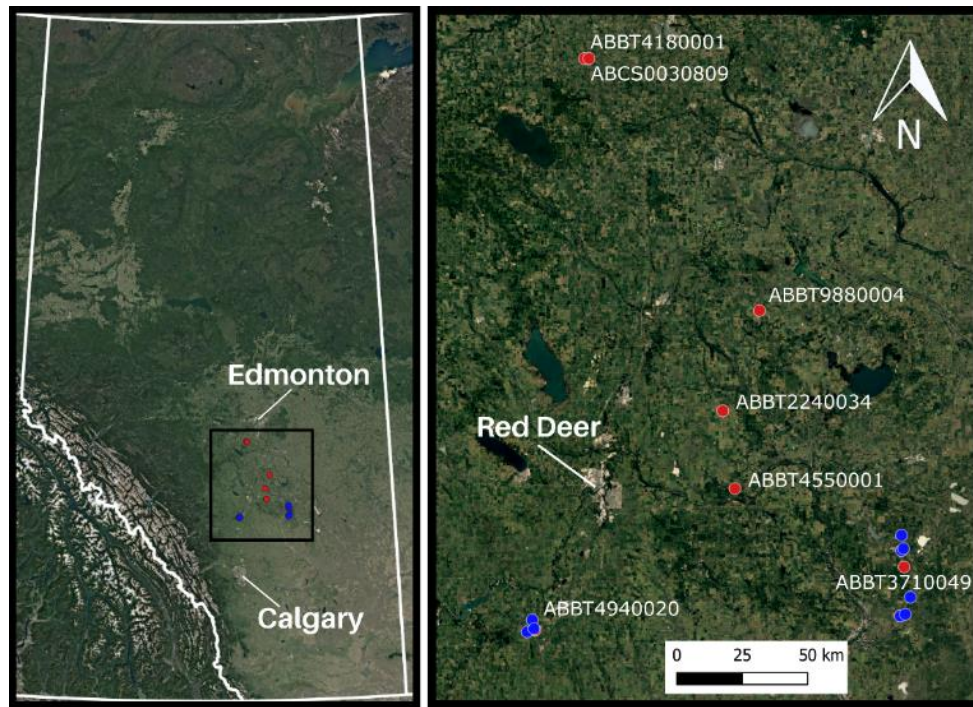 Edmonton
Calgary
ABBT4180001
ABCS0030809
N
ABBT9880004
ABBT2240034
Red Deer
ABBT4550001
ABBT3710049
ABBT4940020
0 25 50 km